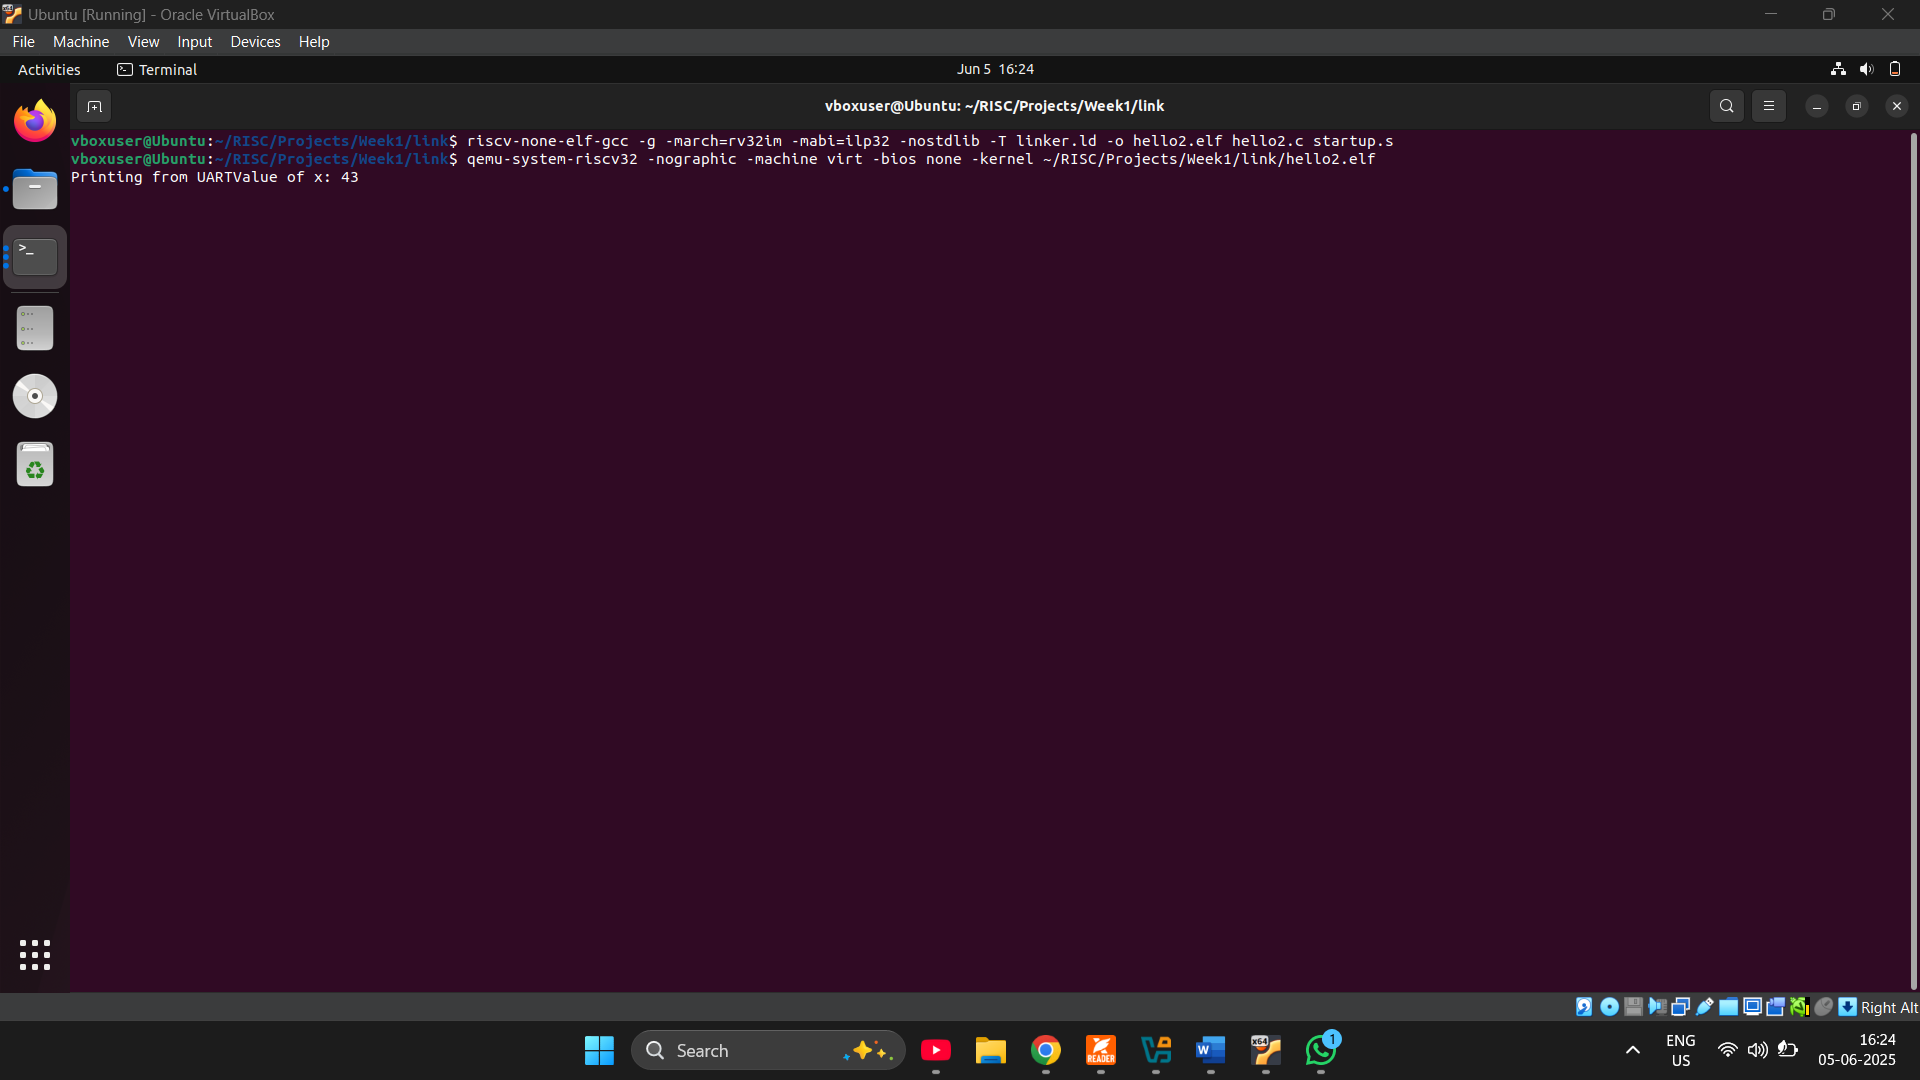 Ubuntu [Running] - Oracle VirtualBox
File Machine View Input Devices Help
Activities Terminal Jun 5 16:24
vboxuser@Ubuntu: ~/RISC/Projects/Week1/link
vboxuser@Ubuntu:~/RISC/Projects/Week1/link$ riscv-none-elf-gcc -g -march=rv32im -mabi=ilp32 -nostdlib -T linker.ld -o hello2.elf hello2.c startup.s
vboxuser@Ubuntu:~/RISC/Projects/Week1/link$ qemu-system-riscv32 -nographic -machine virt -bios none -kernel ~/RISC/Projects/Week1/link/hello2.elf
Printing from UARTValue of x: 43
Right Alt
Search
READER
W
x64
1
ENG
US
16:24
05-06-2025